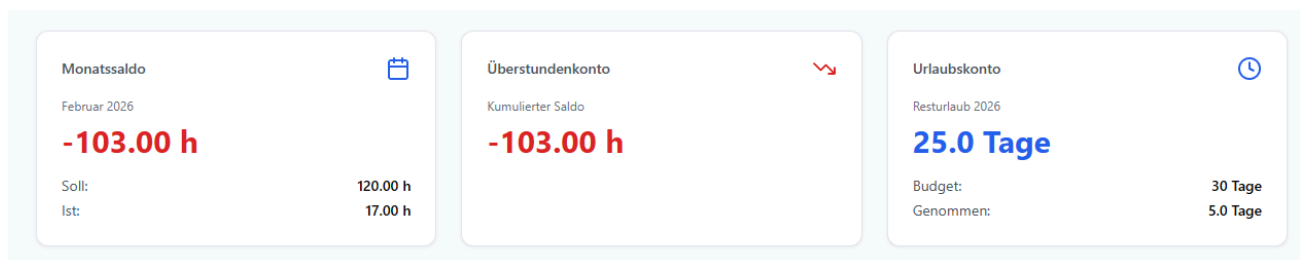 Monatssaldo
Februar 2026
-103.00 h
Soll: 120.00 h
Ist: 17.00 h
Überstundenkonto
Kumulierter Saldo
-103.00 h
Urlaubskonto
Resturlaub 2026
25.0 Tage
Budget: 30 Tage
Genommen: 5.0 Tage